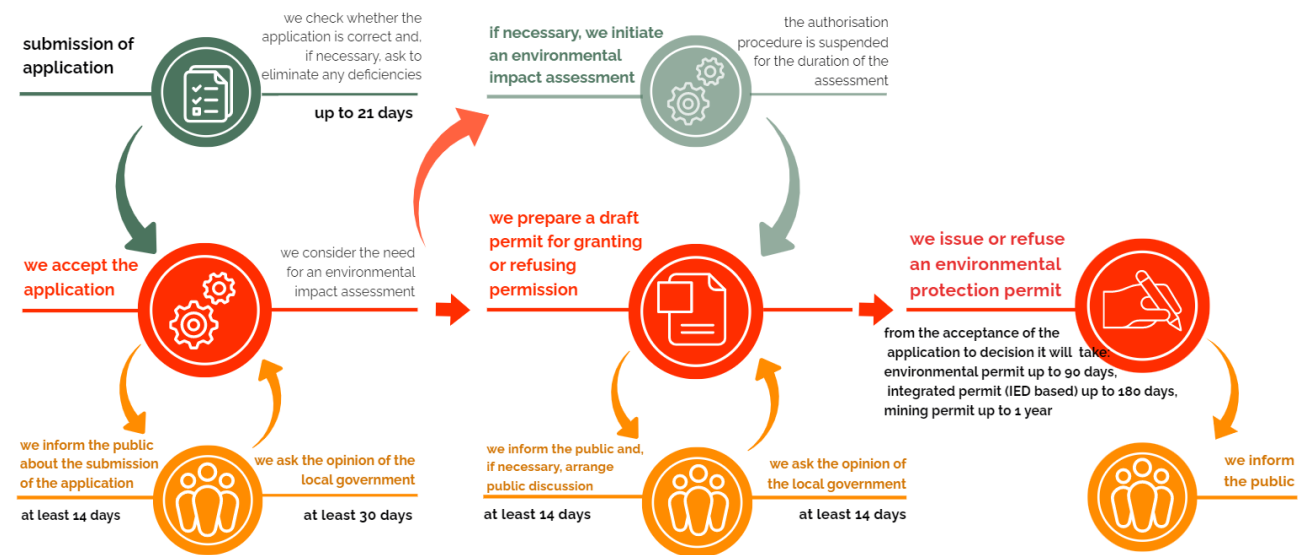 submission of
application
we check whether the
application is correct and,
if necessary, ask to
eliminate any deficiencies
up to 21 days
if necessary, we initiate
an environmental
impact assessment
the authorisation
procedure is suspended
for the duration of the
assessment
we accept the
application
we consider the need
for an environmental
impact assessment
we prepare a draft
permit for granting
or refusing
permission
we issue or refuse
an environmental
protection permit
from the acceptance of the
application to decision it will take:
environmental permit up to 90 days,
integrated permit (IED based) up to 180 days,
mining permit up to 1 year
we inform the public
about the submission
of the application
at least 14 days
we ask the opinion of the
local government
at least 30 days
we inform the public and,
if necessary, arrange
public discussion
at least 14 days
we ask the opinion of
the local government
at least 14 days
we inform
the public